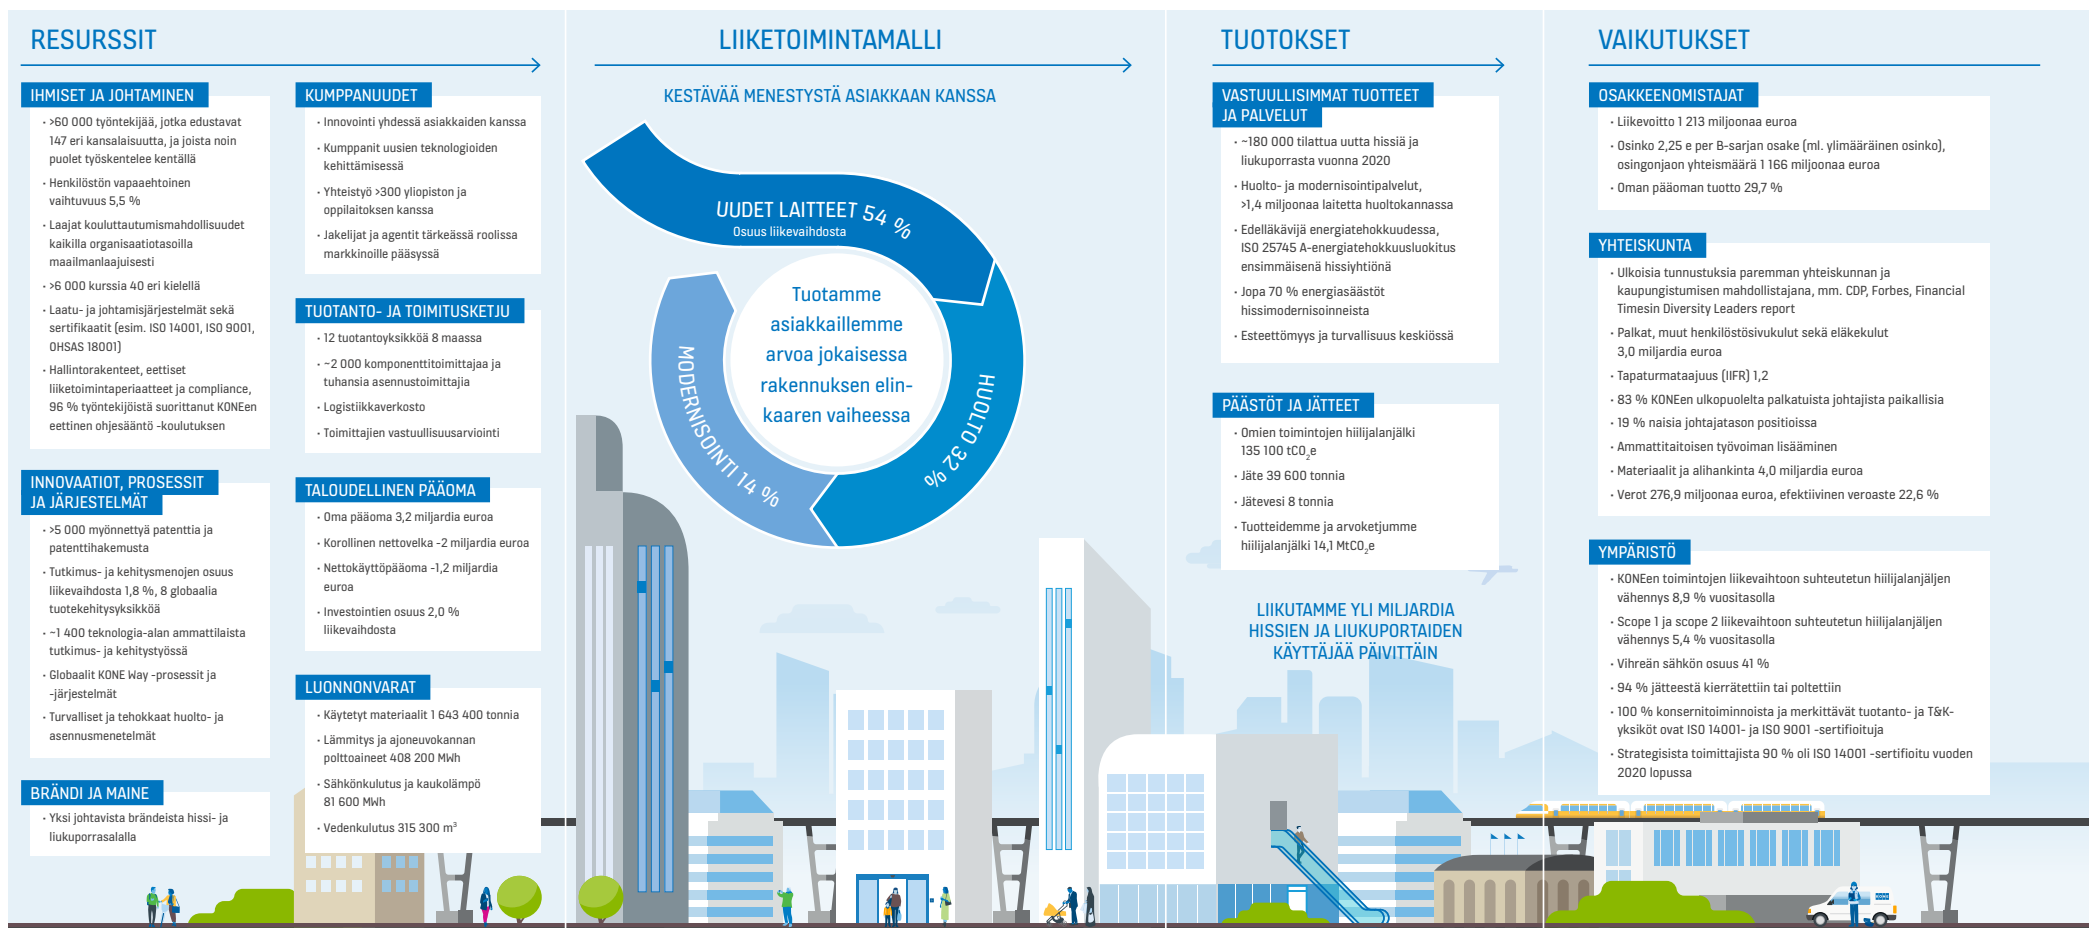 RESURSSIT
IHMISET JA JOHTAMINEN
· >60 000 työntekijää, jotka edustavat
147 eri kansalaisuutta, ja joista noin
puolet työskentelee kentällä
· Henkilöstön vapaaehtoinen
vaihtuvuus 5,5 %
· Laajat kouluttautumismahdollisuudet
kaikilla organisaatiotasoilla
maailmanlaajuisesti
· >6 000 kurssia 40 eri kielellä
· Laatu- ja johtamisjärjestelmät sekä
sertifikaatit (esim. ISO 14001, ISO 9001,
OHSAS 18001)
· Hallintorakenteet, eettiset
liiketoimintaperiaatteet ja compliance,
96 % työntekijöistä suorittanut KONEen
eettinen ohjesääntö -koulutuksen
INNOVAATIOT, PROSESSIT
JA JÄRJESTELMÄT
· >5 000 myönnettyä patenttia ja
patenttihakemusta
· Tutkimus- ja kehitysmenojen osuus
liikevaihdosta 1,8 %, 8 globaalia
tuotekehitysyksikköä
· ~1 400 teknologia-alan ammattilaista
tutkimus- ja kehitystyössä
· Globaalit KONE Way -prosessit ja
-järjestelmät
· Turvalliset ja tehokkaat huolto- ja
asennusmenetelmät
BRÄNDI JA MAINE
· Yksi johtavista brändeista hissi- ja
liukuporrasalalla
KUMPPANUUDET
· Innovointi yhdessä asiakkaiden kanssa
· Kumppanit uusien teknologioiden
kehittämisessä
· Yhteistyö >300 yliopiston ja
oppilaitoksen kanssa
· Jakelijat ja agentit tärkeässä roolissa
markkinoille pääsyssä
TUOTANTO- JA TOIMITUSKETJU
· 12 tuotantoyksikköä 8 maassa
· ~2 000 komponenttitoimittajaa ja
tuhansia asennustoimittajia
· Logistiikkaverkosto
· Toimittajien vastuullisuusarviointi
TALOUDELLINEN PÄÄOMA
· Oma pääoma 3,2 miljardia euroa
· Korollinen nettovelka -2 miljardia euroa
· Nettokäyttöpääoma -1,2 miljardia
euroa
· Investointien osuus 2,0 %
liikevaihdosta
LUONNONVARAT
· Käytetyt materiaalit 1 643 400 tonnia
· Lämmitys ja ajoneuvokannan
polttoaineet 408 200 MWh
· Sähkönkulutus ja kaukolämpö
81 600 MWh
· Vedenkulutus 315 300 m³
LIIKETOIMINTAMALLI
KESTÄVÄÄ MENESTYSTÄ ASIAKKAAN KANSSA
UUDET LAITTEET 54 %
Osuus liikevaihdosta
HUOLTO 32 %
MODERNISOINTI 14 %
Tuotamme
asiakkaillemme
arvoa jokaisessa
rakennuksen elin-
kaaren vaiheessa
TUOTOKSET
VASTUULLISIMMAT TUOTTEET
JA PALVELUT
· ~180 000 tilattua uutta hissiä ja
liukuporrasta vuonna 2020
· Huolto- ja modernisointipalvelut,
>1,4 miljoonaa laitetta huoltokannassa
· Edelläkävijä energiatehokkuudessa,
ISO 25745 A-energiatehokkuusluokitus
ensimmäisenä hissiyhtiönä
· Jopa 70 % energiasäästöt
hissimodernisoinneista
· Esteettömyys ja turvallisuus keskiössä
PÄÄSTÖT JA JÄTTEET
· Omien toimintojen hiilijalanjälki
135 100 tCO₂e
· Jäte 39 600 tonnia
· Jätevesi 8 tonnia
· Tuotteidemme ja arvoketjumme
hiilijalanjälki 14,1 MtCO₂e
LIIKUTAMME YLI MILJARDIA
HISSIEN JA LIUKUPORTAIDEN
KÄYTTÄJÄÄ PÄIVITTÄIN
VAIKUTUKSET
OSAKKEENOMISTAJAT
· Liikevoitto 1 213 miljoonaa euroa
· Osinko 2,25 e per B-sarjan osake (ml. ylimääräinen osinko),
osingonjaon yhteismäärä 1 166 miljoonaa euroa
· Oman pääoman tuotto 29,7 %
YHTEISKUNTA
· Ulkoisia tunnustuksia paremman yhteiskunnan ja
kaupungistumisen mahdollistajana, mm. CDP, Forbes, Financial
Timesin Diversity Leaders report
· Palkat, muut henkilöstösivukulut sekä eläkekulut
3,0 miljardia euroa
· Tapaturmataajuus (IIFR) 1,2
· 83 % KONEen ulkopuolelta palkatuista johtajista paikallisia
· 19 % naisia johtajatason positioissa
· Ammattitaitoisen työvoiman lisääminen
· Materiaalit ja alihankinta 4,0 miljardia euroa
· Verot 276,9 miljoonaa euroa, efektiivinen veroaste 22,6 %
YMPÄRISTÖ
· KONEen toimintojen liikevaihtoon suhteutetun hiilijalanjäljen
vähennys 8,9 % vuositasolla
· Scope 1 ja scope 2 liikevaihtoon suhteutetun hiilijalanjäljen
vähennys 5,4 % vuositasolla
· Vihreän sähkön osuus 41 %
· 94 % jätteestä kierrätettiin tai poltettiin
· 100 % konsernitoiminnoista ja merkittävät tuotanto- ja T&K-
yksiköt ovat ISO 14001- ja ISO 9001 -sertifioituja
· Strategisista toimittajista 90 % oli ISO 14001 -sertifioitu vuoden
2020 lopussa
KONE